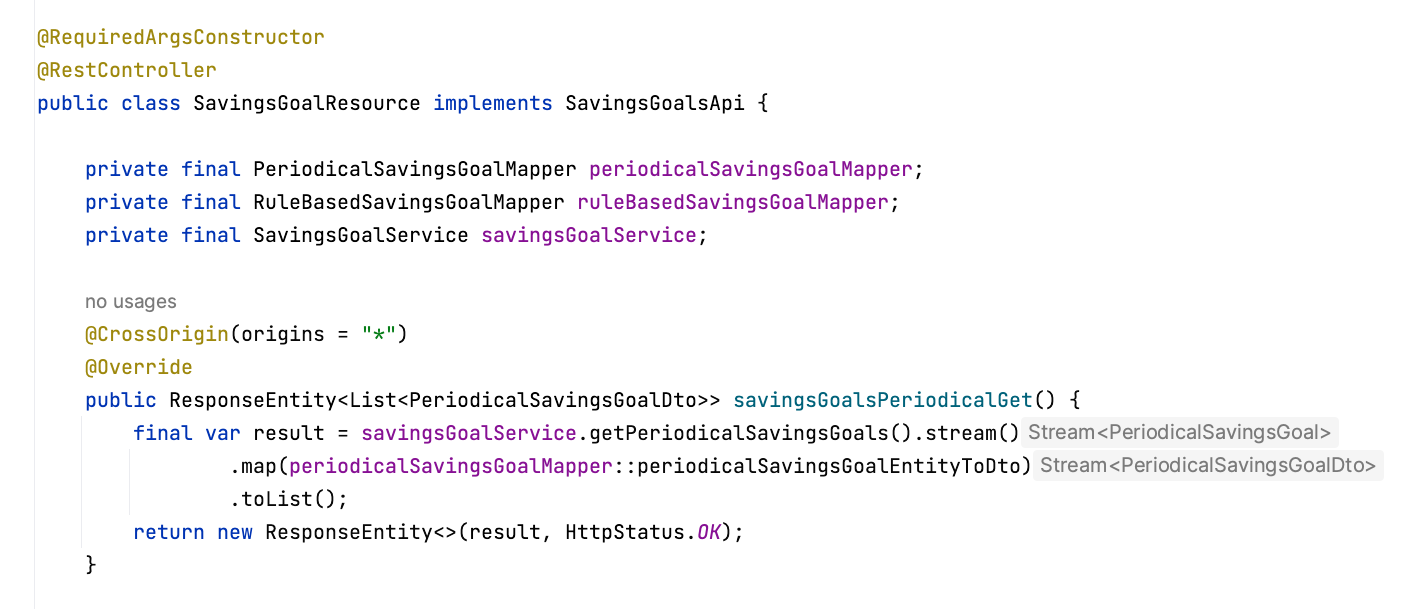 @RequiredArgsConstructor
@RestController
public class SavingsGoalResource implements SavingsGoalsApi {
private final PeriodicalSavingsGoalMapper periodicalSavingsGoalMapper;
private final RuleBasedSavingsGoalMapper ruleBasedSavingsGoalMapper;
private final SavingsGoalService savingsGoalService;
no usages
@CrossOrigin(origins = "*")
@Override
public ResponseEntity<List<PeriodicalSavingsGoalDto>> savingsGoalsPeriodicalGet() {
final var result = savingsGoalService.getPeriodicalSavingsGoals().stream() Stream<PeriodicalSavingsGoal>
.map(periodicalSavingsGoalMapper::periodicalSavingsGoalEntityToDto) Stream<PeriodicalSavingsGoalDto>
.toList();
return new ResponseEntity<>(result, HttpStatus.OK);
}